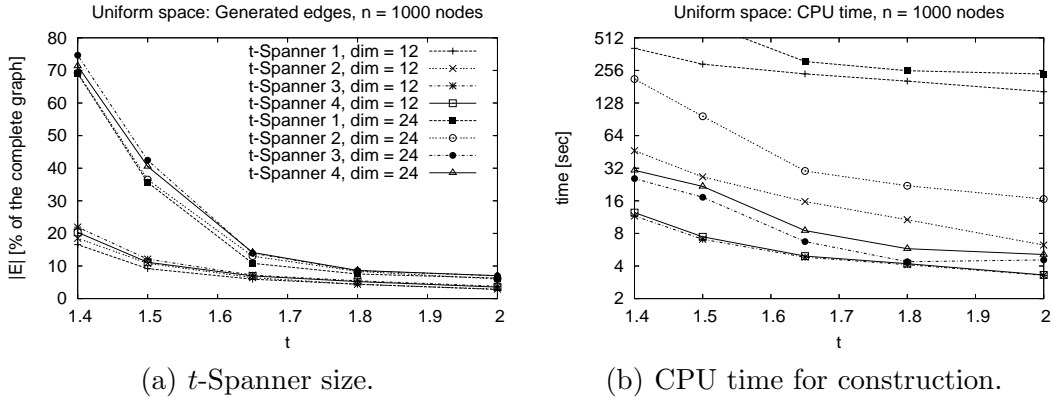 Uniform space: Generated edges, n = 1000 nodes
|E| [% of the complete graph]
80
70
60
50
40
30
20
10
0
t-Spanner 1, dim = 12
t-Spanner 2, dim = 12
t-Spanner 3, dim = 12
t-Spanner 4, dim = 12
t-Spanner 1, dim = 24
t-Spanner 2, dim = 24
t-Spanner 3, dim = 24
t-Spanner 4, dim = 24
1.4 1.5 1.6 1.7 1.8 1.9 2
t
(a) t-Spanner size.
Uniform space: CPU time, n = 1000 nodes
time [sec]
512
256
128
64
32
16
8
4
2
1.4 1.5 1.6 1.7 1.8 1.9 2
t
(b) CPU time for construction.